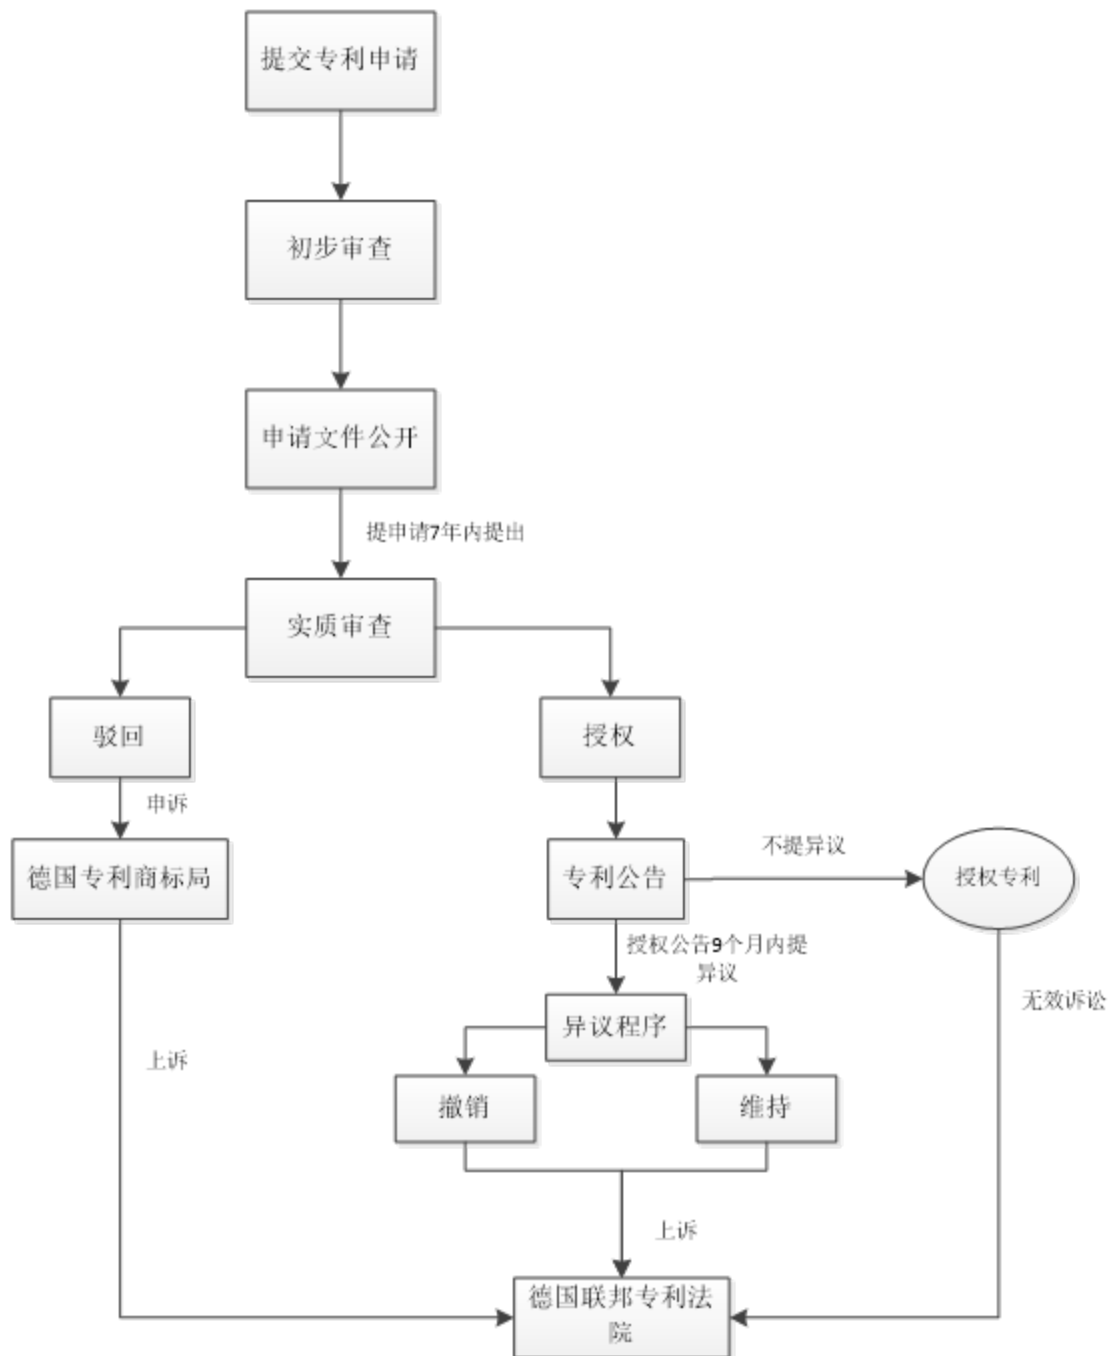 提交专利申请
初步审查
申请文件公开
提申请7年内提出
实质审查
驳回
授权
申诉
德国专利商标局
专利公告
不提异议
授权专利
授权公告9个月内提
异议
无效诉讼
异议程序
上诉
撤销
维持
上诉
德国联邦专利法
院